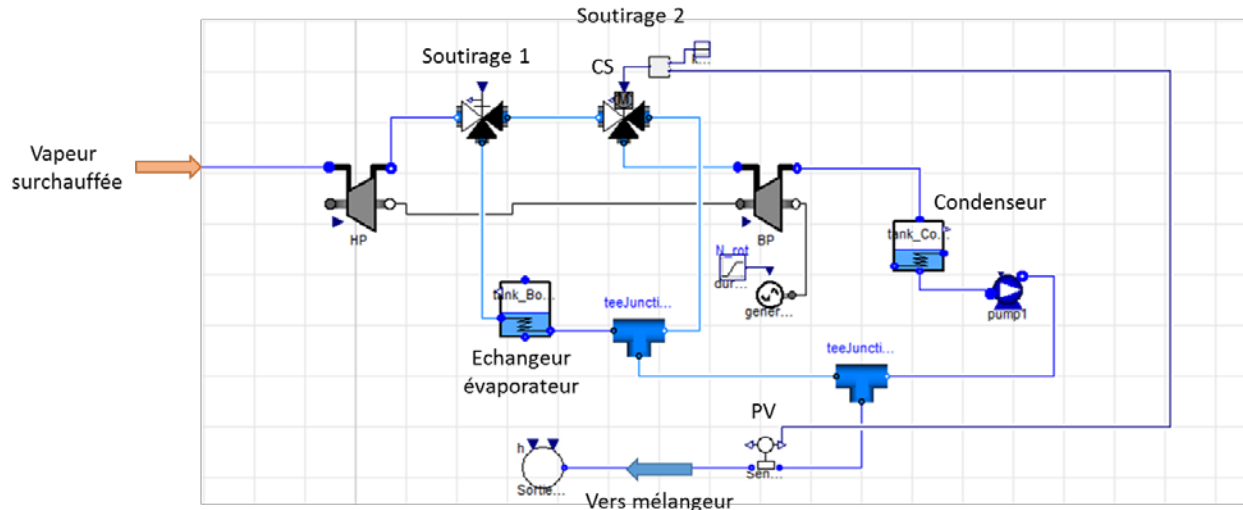 Soutirage 2
Soutirage 1
CS
M
Vapeur
surchauffée
HP
BP
Condenseur
tank_Co...
N_rot
dur...
gener...
pump1
tank_Bo...
teeJuncti...
Echangeur
évaporateur
teeJuncti...
PV
h
Sen...
Sortie...
Vers mélangeur